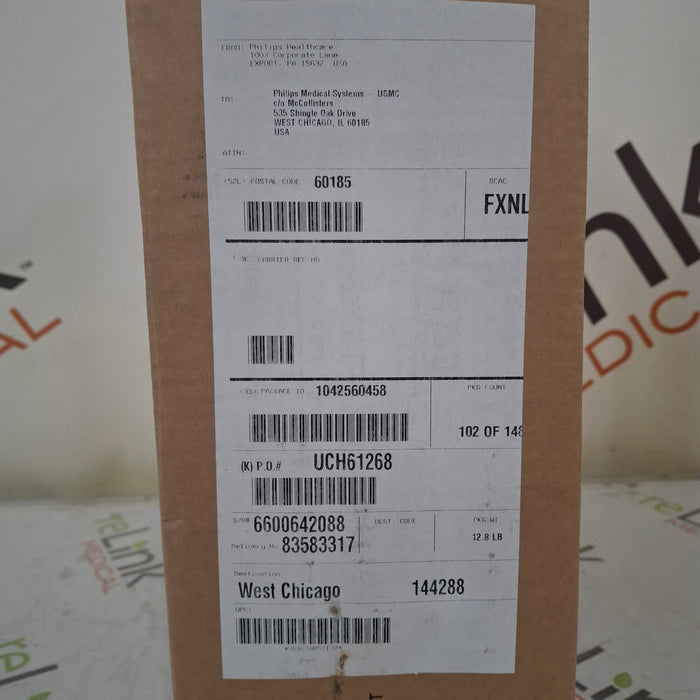 FROM: Philips Healthcare
1003 Corporate Lane
EXPORT, PA 15632 USA
TO: Philips Medical Systems - USMC
c/o McCollisters
535 Shingle Oak Drive
WEST CHICAGO, IL 60185
USA
ATTN:
(52L) POSTAL CODE 60185
SCAC
FXNL
CARRIER REF NO
(3S) PACKAGE ID 1042560458
PKG COUNT
102 OF 148
(K) P.O.# UCH61268
S/O# 6600642088
DEST. CODE
PKG WT
12.8 LB
Delivery No 83583317
Destination
West Chicago 144288
UPC:
reLink
MEDICAL